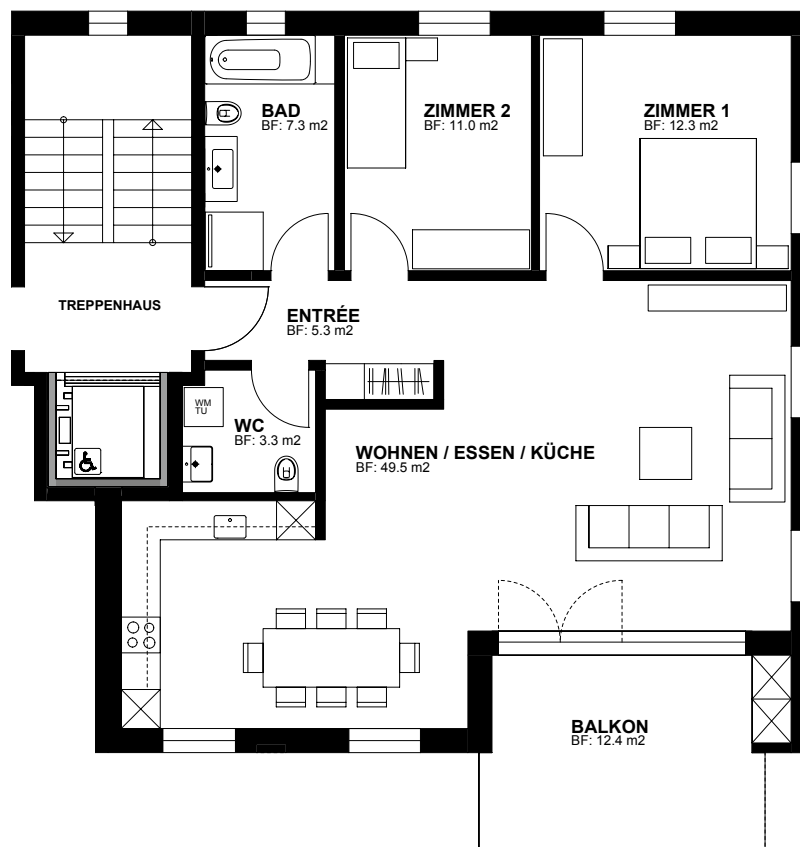 BAD
BF: 7.3 m2
ZIMMER 2
BF: 11.0 m2
ZIMMER 1
BF: 12.3 m2
TREPPENHAUS
ENTRÉE
BF: 5.3 m2
WM
TU
WC
BF: 3.3 m2
WOHNEN / ESSEN / KÜCHE
BF: 49.5 m2
BALKON
BF: 12.4 m2